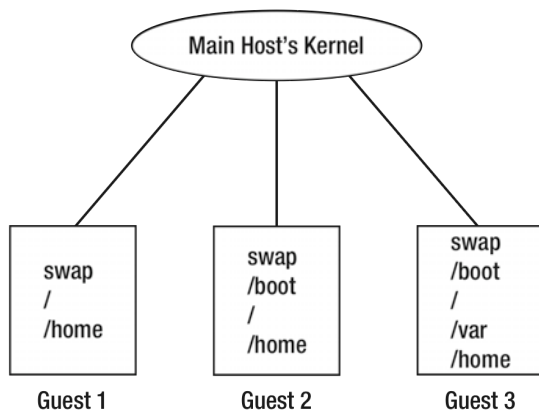 Main Host's Kernel
swap
/
/home
swap
/boot
/
/home
swap
/boot
/
/var
/home
Guest 1
Guest 2
Guest 3